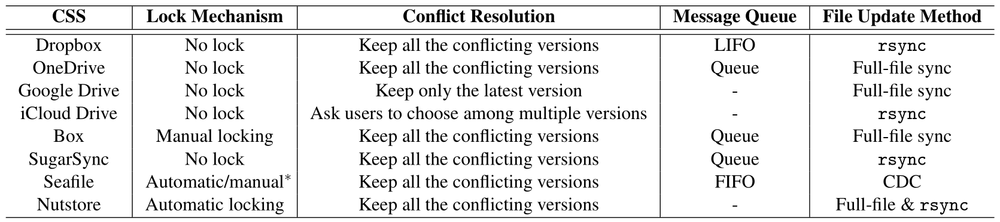 CSS Lock Mechanism Conflict Resolution Message Queue File Update Method
Dropbox No lock Keep all the conflicting versions LIFO rsync
OneDrive No lock Keep all the conflicting versions Queue Full-file sync
Google Drive No lock Keep only the latest version - Full-file sync
iCloud Drive No lock Ask users to choose among multiple versions - rsync
Box Manual locking Keep all the conflicting versions Queue Full-file sync
SugarSync No lock Keep all the conflicting versions Queue rsync
Seafile Automatic/manual* Keep all the conflicting versions FIFO CDC
Nutstore Automatic locking Keep all the conflicting versions - Full-file & rsync